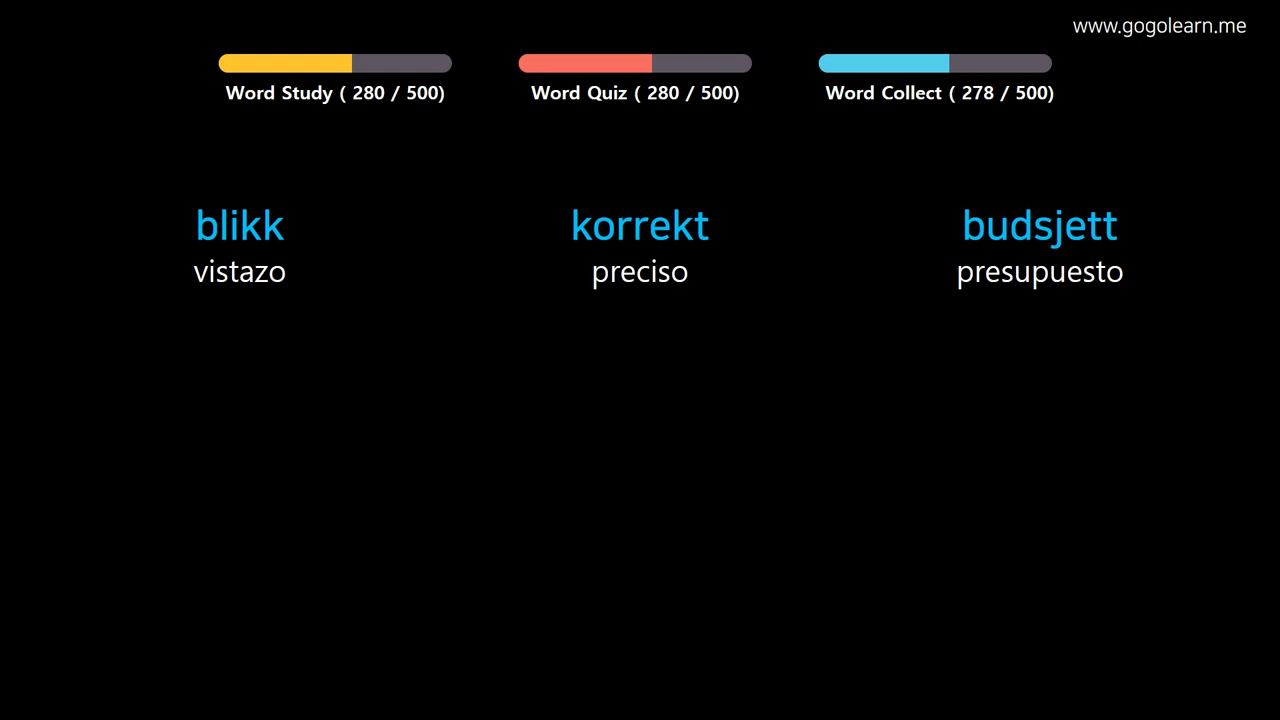 www.gogolearn.me
Word Study ( 280 / 500)
Word Quiz ( 280 / 500)
Word Collect ( 278 / 500)
blikk
vistazo
korrekt
preciso
budsjett
presupuesto